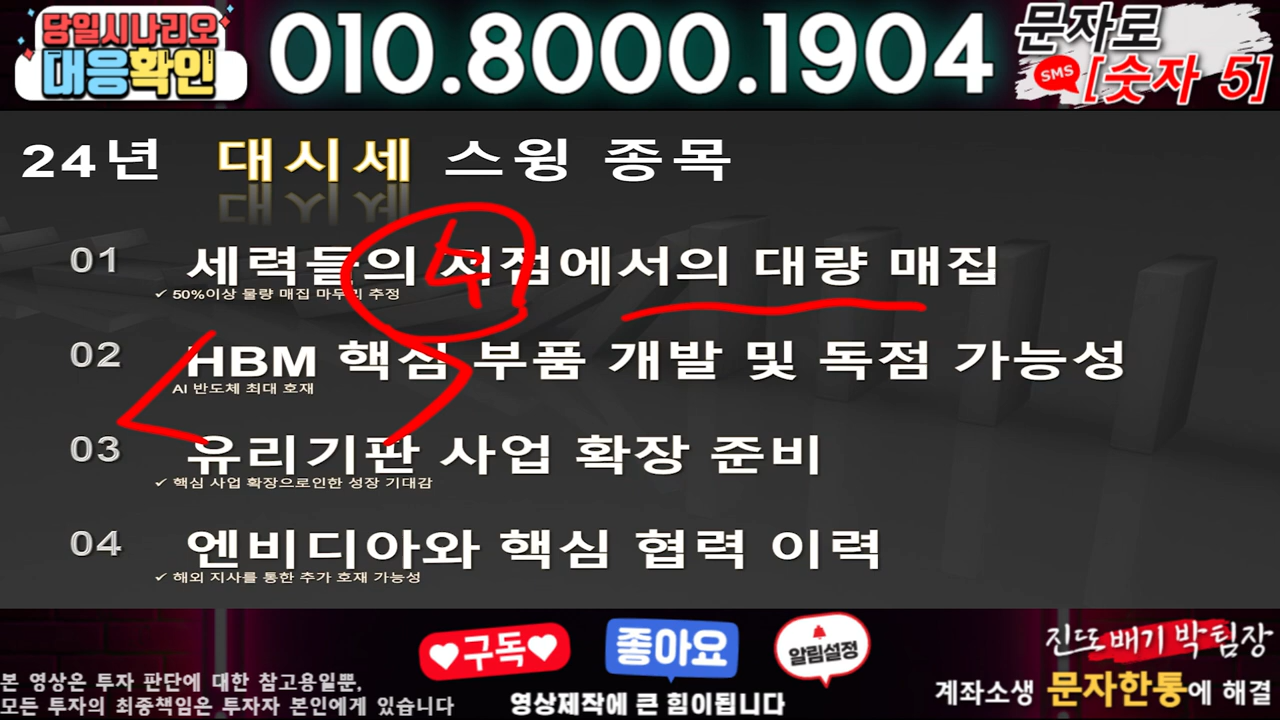 당일시나리오
대응확인
010.8000.1904
문자로
SMS
[숫자 5]
24년 대시세 스윙 종목
01 세력들의 저점에서의 대량 매집
✓ 50%이상 물량 매집 마무리 추정
02 HBM 핵심 부품 개발 및 독점 가능성
AI 반도체 최대 호재
03 유리기판 사업 확장 준비
✓ 핵심 사업 확장으로인한 성장 기대감
04 엔비디아와 핵심 협력 이력
✓ 해외 지사를 통한 추가 호재 가능성
구독
좋아요
알림설정
영상제작에 큰 힘이됩니다
본 영상은 투자 판단에 대한 참고용일뿐,
모든 투자의 최종책임은 투자자 본인에게 있습니다
진또배기 박팀장
계좌소생 문자한통에 해결